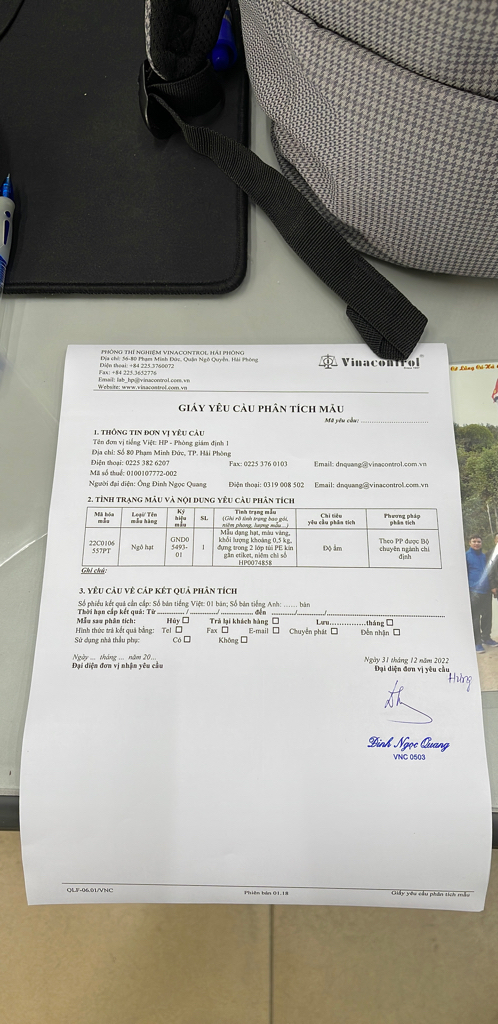 PHÒNG THÍ NGHIỆM VINACONTROL HẢI PHÒNG
Địa chỉ: 56-80 Phạm Minh Đức, Quận Ngô Quyền. Hải Phòng
Điện thoại: +84 225.3760072
Fax: +84 225.3652776
Email: lab_hp@vinacontrol.com.vn
Website: www.vinacontrol.com.vn
Vinacontrol
GIẤY YÊU CẦU PHÂN TÍCH MẪU
Mã yêu cầu: ...........................
1. THÔNG TIN ĐƠN VỊ YÊU CẦU
Tên đơn vị tiếng Việt: HP - Phòng giám định 1
Địa chỉ: Số 80 Phạm Minh Đức, TP. Hải Phòng
Điện thoại: 0225 382 6207 Fax: 0225 376 0103 Email: dnquang@vinacontrol.com.vn
Mã số thuế: 0100107772-002
Người đại diện: Ông Đinh Ngọc Quang Điện thoại: 0319 008 502 Email: dnquang@vinacontrol.com.vn
2. TÌNH TRẠNG MẪU VÀ NỘI DUNG YÊU CẦU PHÂN TÍCH
Mã hóa mẫu Loại/ Tên mẫu hàng Ký hiệu mẫu SL Tình trạng mẫu (Ghi rõ tình trạng bao gói, niêm phong, lượng mẫu...) Chỉ tiêu yêu cầu phân tích Phương pháp phân tích
22C0106 557PT Ngô hạt GND0 5493-01 1 Mẫu dạng hạt, màu vàng, khối lượng khoảng 0,5 kg, đựng trong 2 lớp túi PE kín gắn etiket, niêm chì số HP0074858 Độ ẩm Theo PP được Bộ chuyên ngành chỉ định
Ghi chú:
3. YÊU CẦU VỀ CẤP KẾT QUẢ PHÂN TÍCH
Số phiếu kết quả cần cấp: Số bản tiếng Việt: 01 bản; Số bản tiếng Anh: ...... bản
Thời hạn cấp kết quả: Từ ........... / ........... / ........... đến ........../............/..............
Mẫu sau phân tích: Hủy Trả lại khách hàng Lưu...............tháng
Hình thức trả kết quả bằng: Tel Fax E-mail Chuyển phát Đến nhận
Sử dụng nhà thầu phụ: Có Không
Ngày ... tháng ... năm 20... Ngày 31 tháng 12 năm 2022
Đại diện đơn vị nhận yêu cầu Đại diện đơn vị yêu cầu
Đinh Ngọc Quang
VNC 0503
QLF-06.01/VNC Phiên bản 01.18 Giấy yêu cầu phân tích mẫu